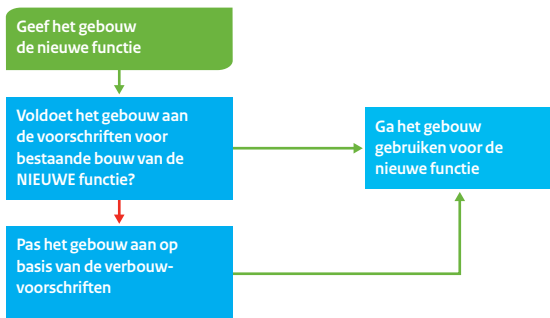 Geef het gebouw
de nieuwe functie
Voldoet het gebouw aan
de voorschriften voor
bestaande bouw van de
NIEUWE functie?
Ga het gebouw
gebruiken voor de
nieuwe functie
Pas het gebouw aan op
basis van de verbouw-
voorschriften